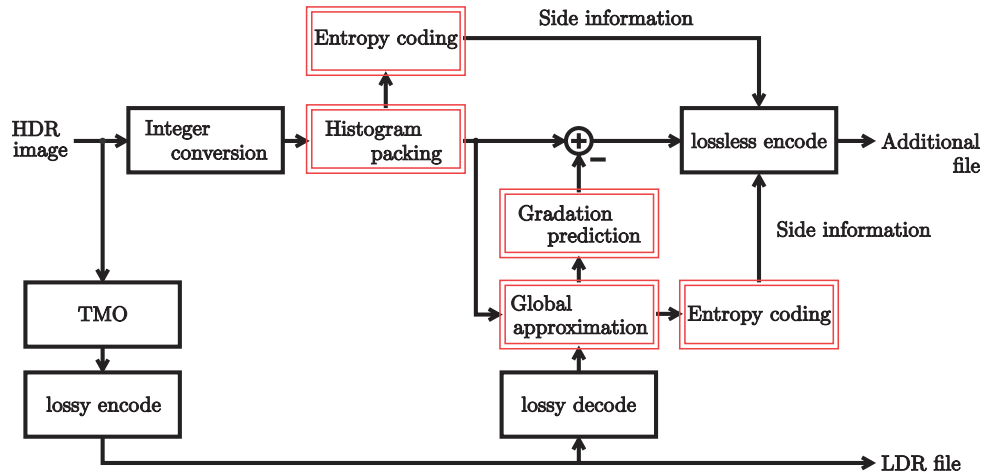 Side information
Entropy coding
HDR
image
Integer
conversion
Histogram
packing
lossless encode
Additional
file
Gradation
prediction
Side information
TMO
Global
approximation
Entropy coding
lossy encode
lossy decode
LDR file